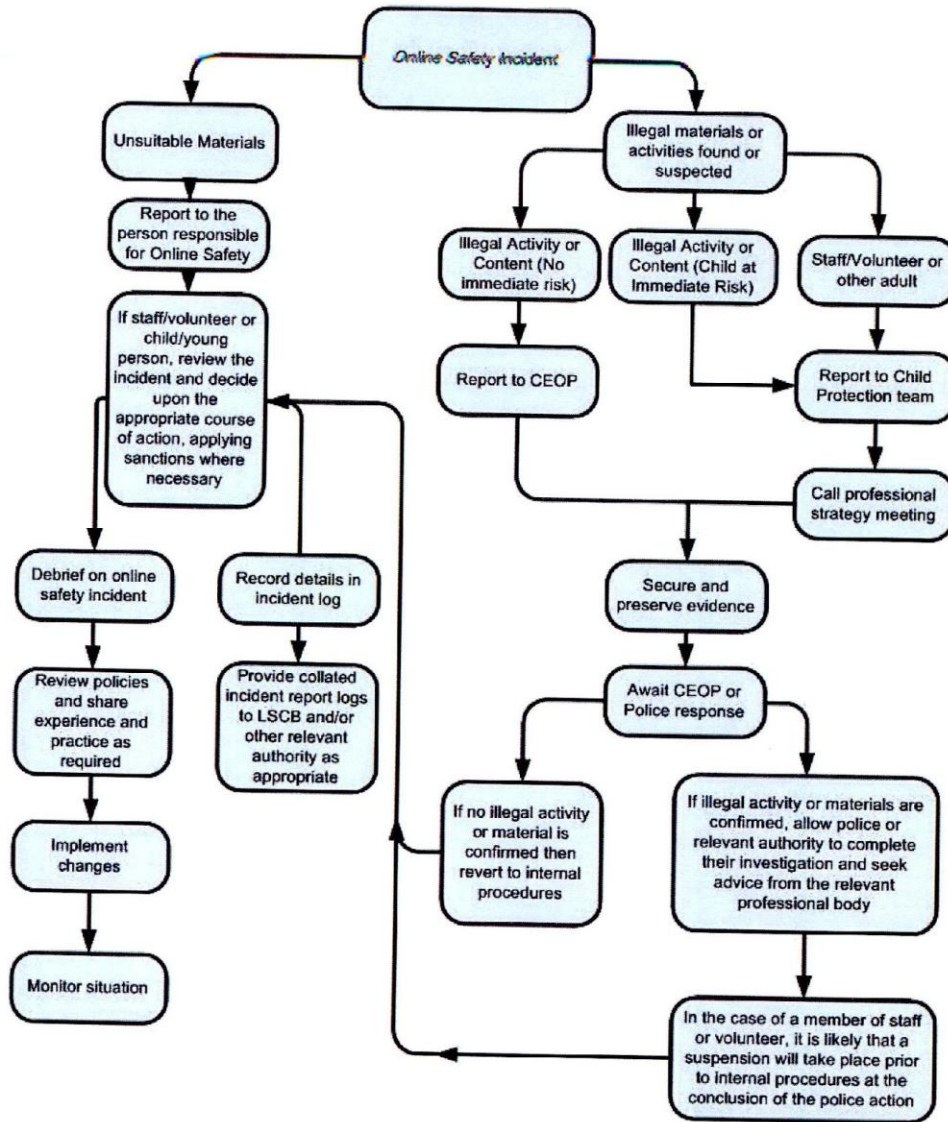 Online Safety Incident
Unsuitable Materials
Report to the
person responsible
for Online Safety
If staff/volunteer or
child/young
person, review the
incident and decide
upon the
appropriate course
of action, applying
sanctions where
necessary
Debrief on online
safety incident
Review policies
and share
experience and
practice as
required
Implement
changes
Monitor situation
Record details in
incident log
Provide collated
incident report logs
to LSCB and/or
other relevant
authority as
appropriate
Illegal materials or
activities found or
suspected
Illegal Activity or
Content (No
immediate risk)
Illegal Activity or
Content (Child at
Immediate Risk)
Staff/Volunteer or
other adult
Report to CEOP
Report to Child
Protection team
Call professional
strategy meeting
Secure and
preserve evidence
Await CEOP or
Police response
If no illegal activity
or material is
confirmed then
revert to internal
procedures
If illegal activity or materials are
confirmed, allow police or
relevant authority to complete
their investigation and seek
advice from the relevant
professional body
In the case of a member of staff
or volunteer, it is likely that a
suspension will take place prior
to internal procedures at the
conclusion of the police action